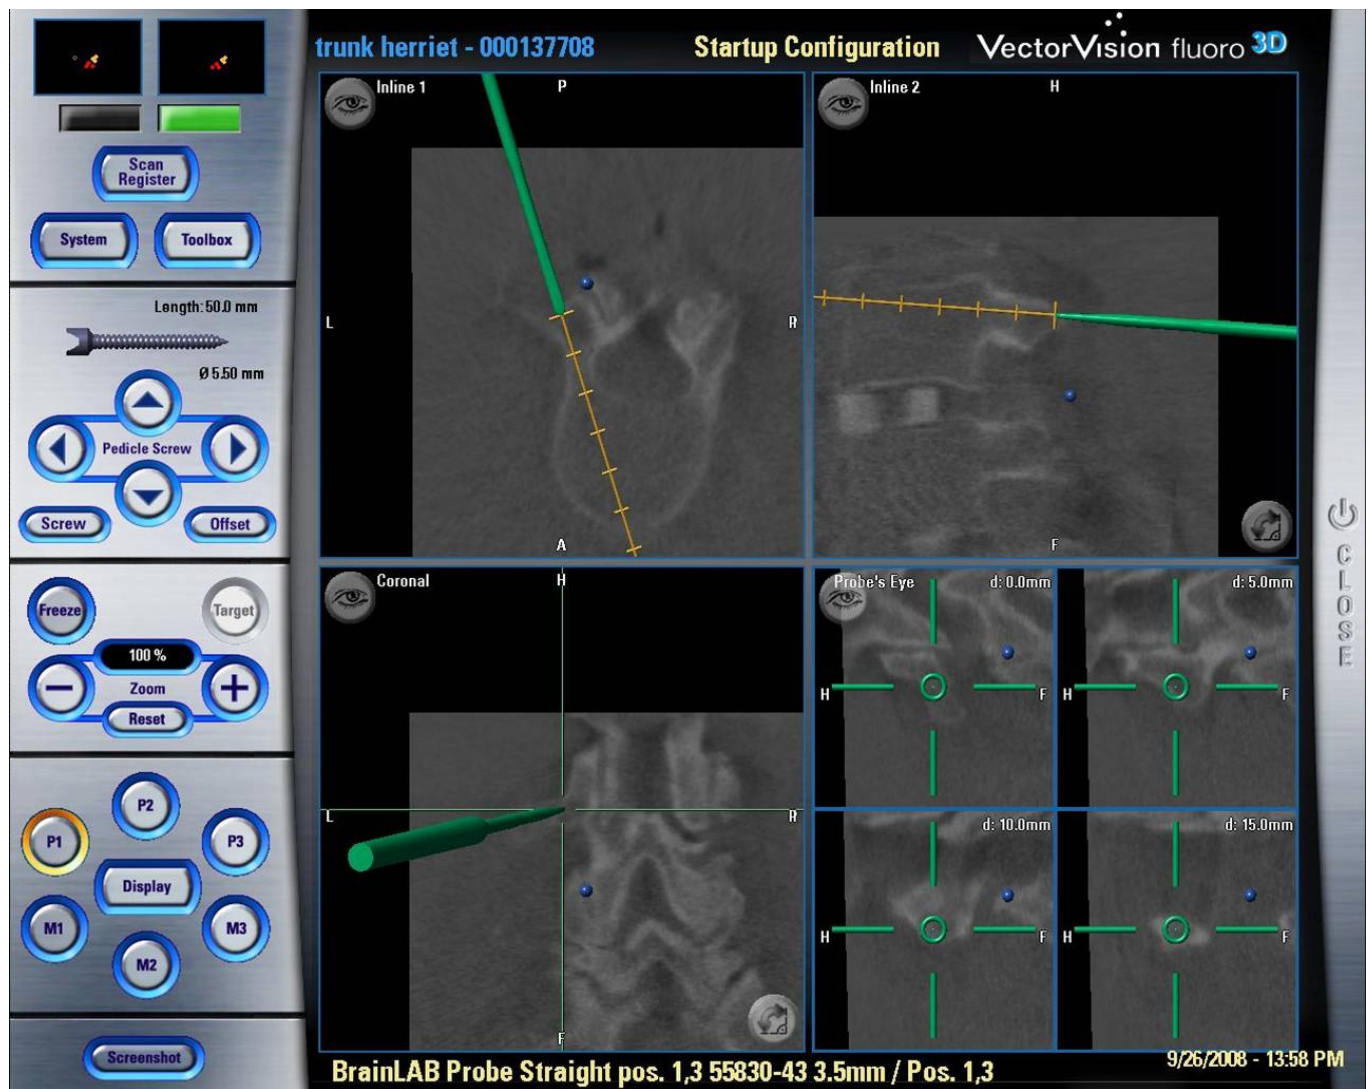 trunk herriet - 000137708
Startup Configuration
VectorVision fluoro 3D
Scan Register
System
Toolbox
Length: 50.0 mm
Ø 5.50 mm
Pedicle Screw
Screw
Offset
Freeze
Target
100 %
Zoom
Reset
P2
P1
P3
Display
M1
M3
M2
Screenshot
Inline 1
P
L
R
A
Inline 2
H
F
Coronal
H
L
R
F
Probe's Eye
d: 0.0mm
H
F
d: 5.0mm
H
F
d: 10.0mm
H
F
d: 15.0mm
H
F
CLOSE
BrainLAB Probe Straight pos. 1,3 55830-43 3.5mm / Pos. 1,3
9/26/2008 - 13:58 PM